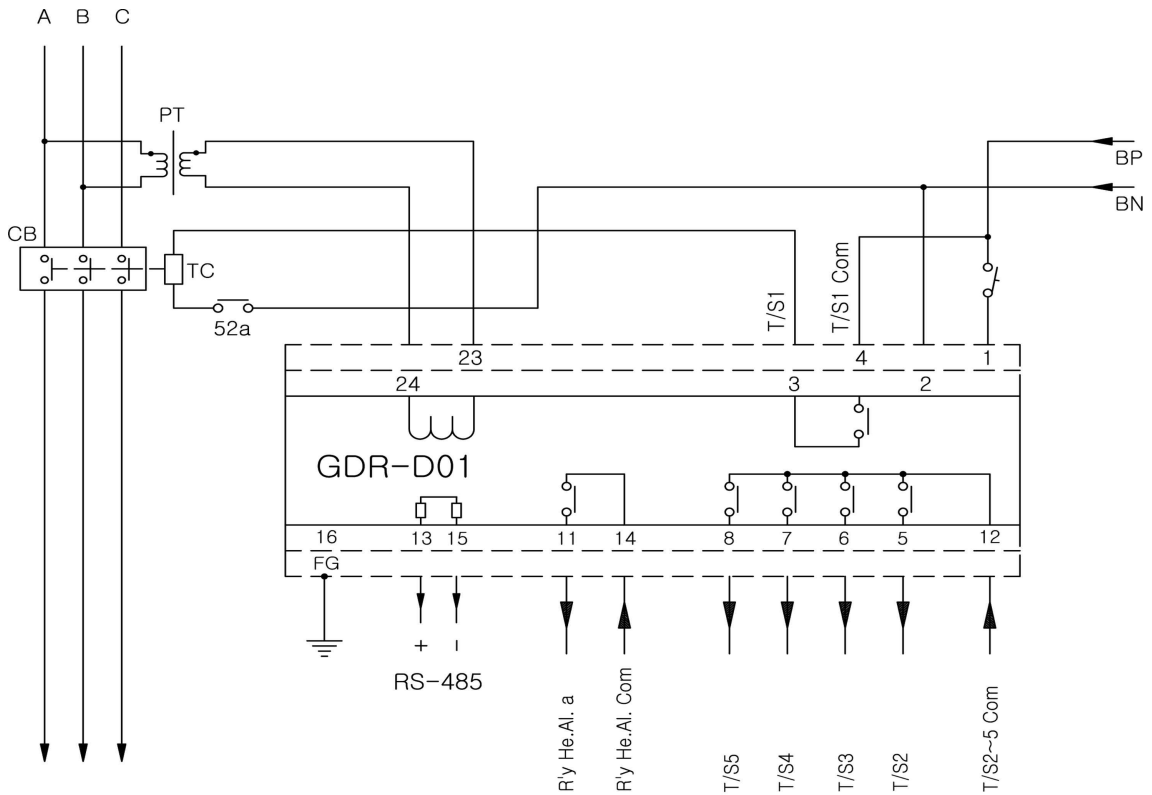 A B C
PT
BP
BN
CB
TC
52a
T/S1
T/S1 Com
23 4 1
24 3 2
GDR-D01
16 13 15 11 14 8 7 6 5 12
FG
+ -
RS-485
R'y He.Al. a
R'y He.Al. Com
T/S5
T/S4
T/S3
T/S2
T/S2~5 Com